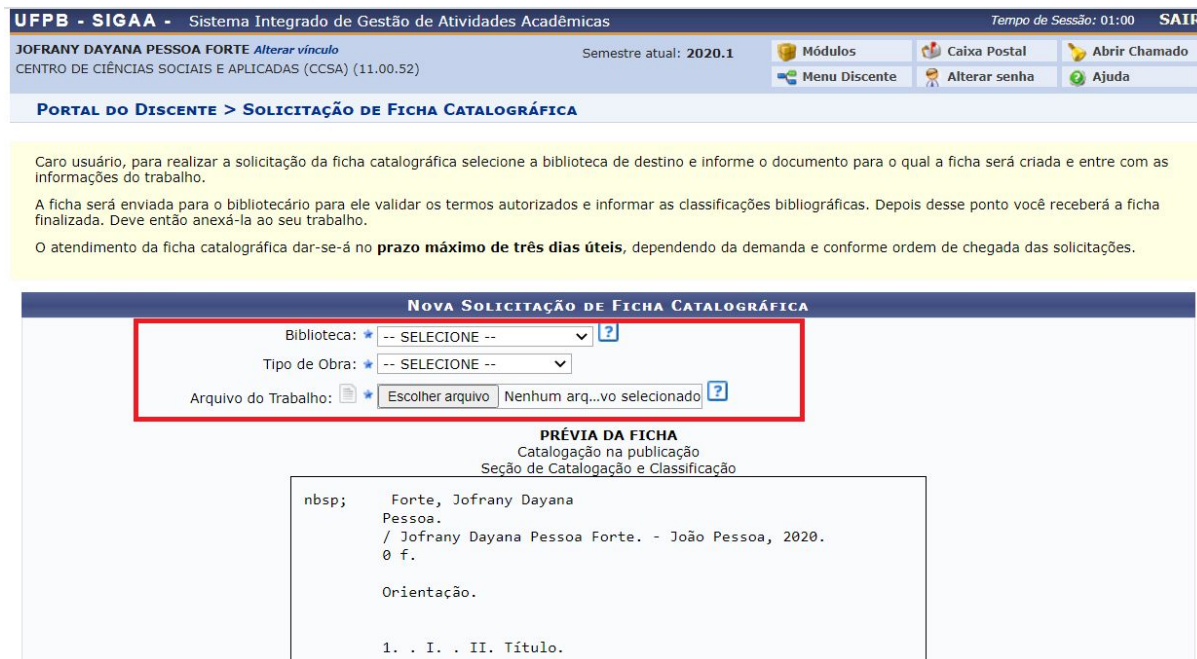 UFPB - SIGAA - Sistema Integrado de Gestão de Atividades Acadêmicas Tempo de Sessão: 01:00 SAIR
JOFRANY DAYANA PESSOA FORTE Alterar vínculo Semestre atual: 2020.1 Módulos Caixa Postal Abrir Chamado
CENTRO DE CIÊNCIAS SOCIAIS E APLICADAS (CCSA) (11.00.52) Menu Discente Alterar senha Ajuda
PORTAL DO DISCENTE > SOLICITAÇÃO DE FICHA CATALOGRÁFICA
Caro usuário, para realizar a solicitação da ficha catalográfica selecione a biblioteca de destino e informe o documento para o qual a ficha será criada e entre com as
informações do trabalho.
A ficha será enviada para o bibliotecário para ele validar os termos autorizados e informar as classificações bibliográficas. Depois desse ponto você receberá a ficha
finalizada. Deve então anexá-la ao seu trabalho.
O atendimento da ficha catalográfica dar-se-á no prazo máximo de três dias úteis, dependendo da demanda e conforme ordem de chegada das solicitações.
NOVA SOLICITAÇÃO DE FICHA CATALOGRÁFICA
Biblioteca: -- SELECIONE -- ?
Tipo de Obra: -- SELECIONE --
Arquivo do Trabalho: Escolher arquivo Nenhum arq...vo selecionado ?
PRÉVIA DA FICHA
Catalogação na publicação
Seção de Catalogação e Classificação
nbsp; Forte, Jofrany Dayana
Pessoa.
/ Jofrany Dayana Pessoa Forte. - João Pessoa, 2020.
0 f.
Orientação.
1. . I. . II. Título.